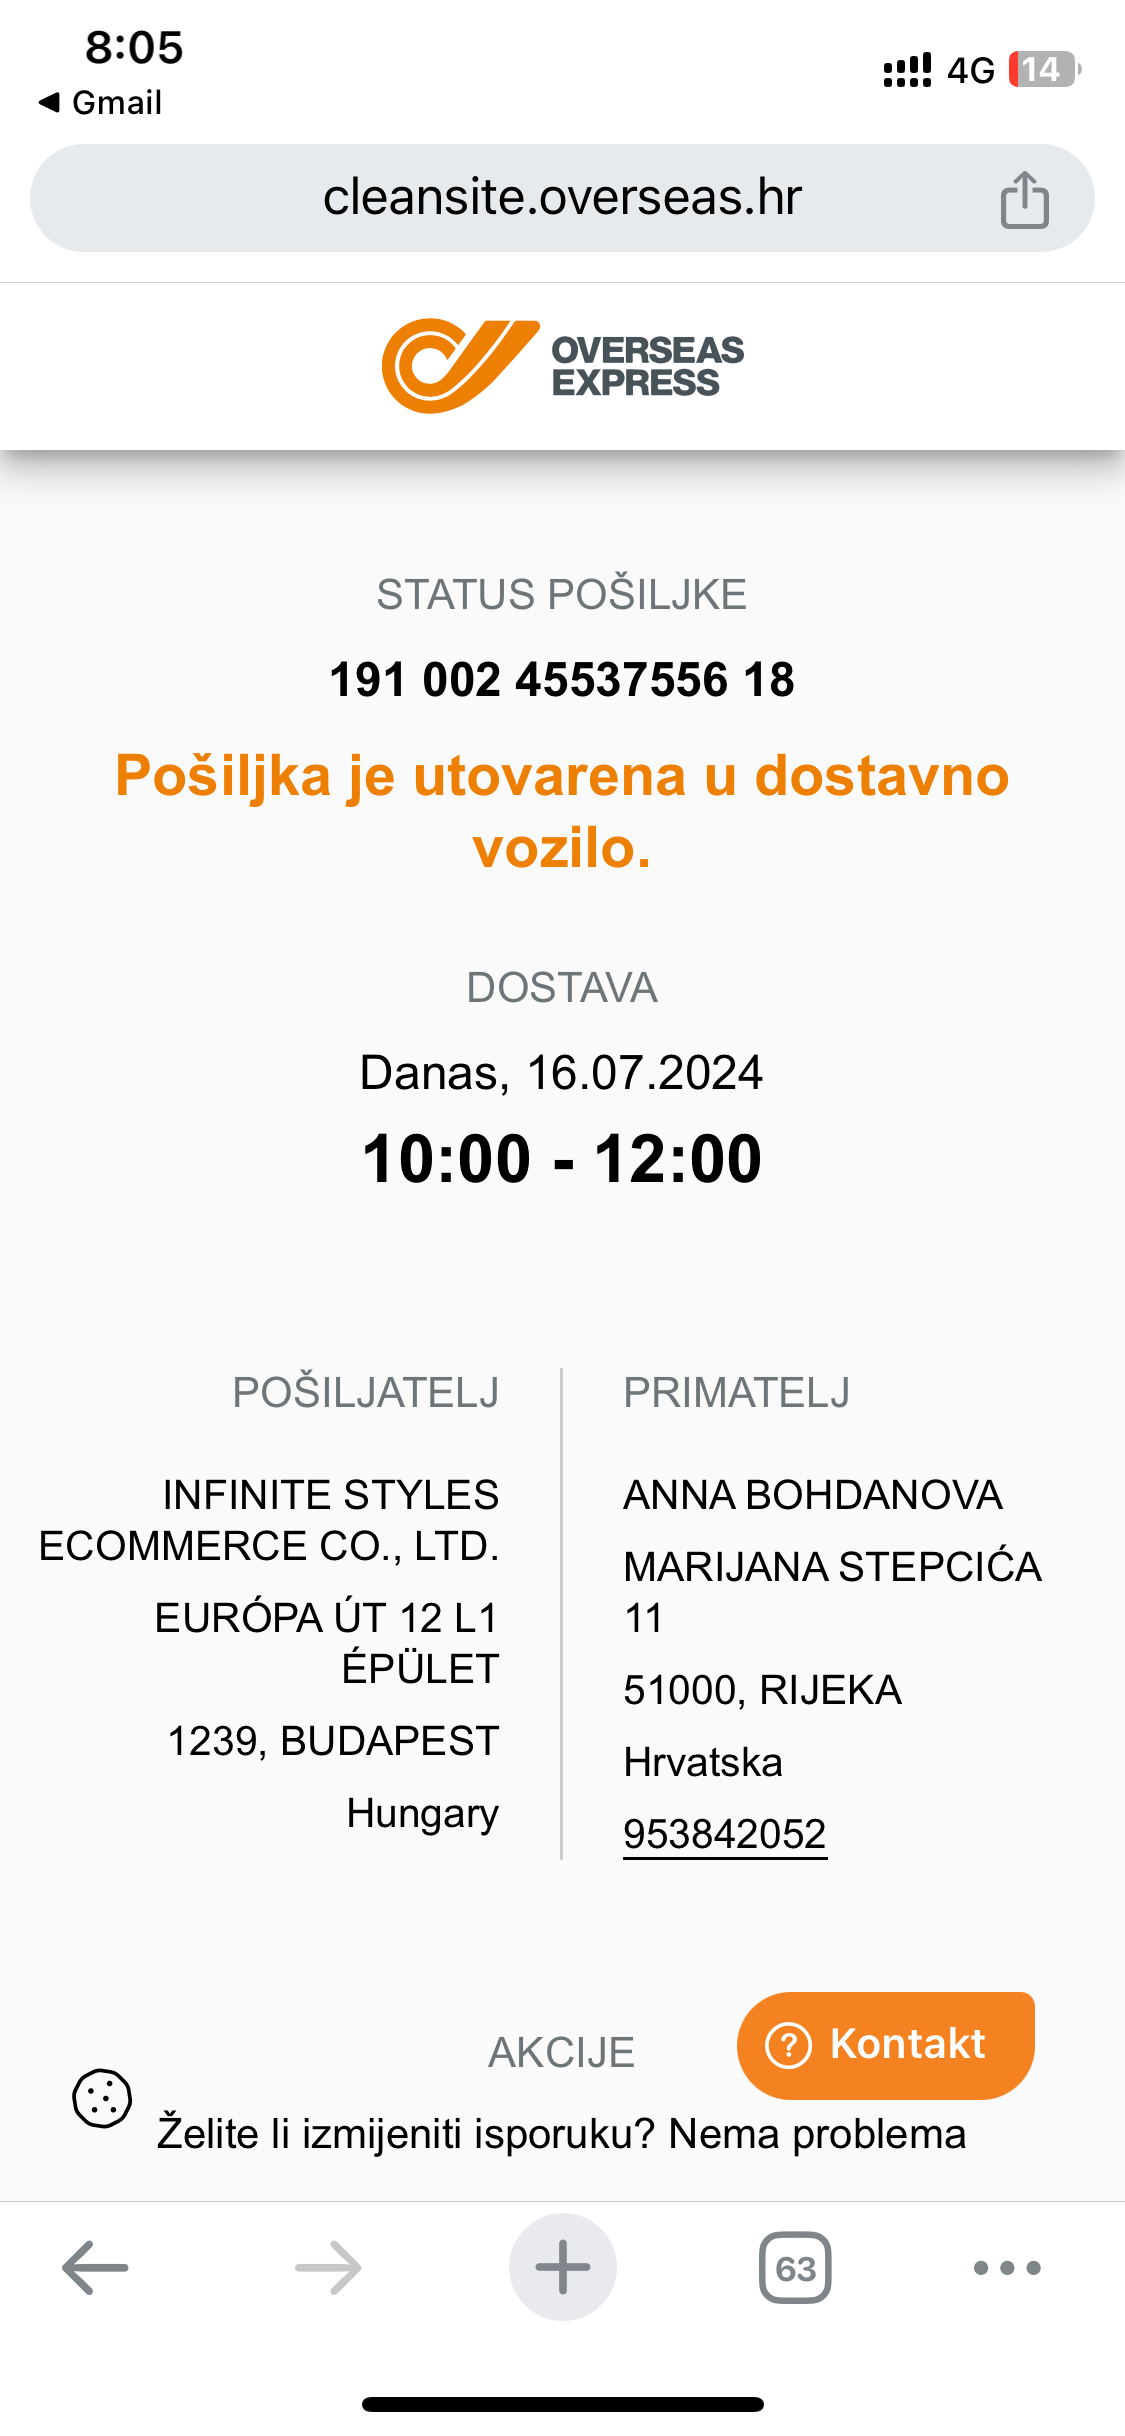 8:05
4G
14
Gmail
cleansite.overseas.hr
OVERSEAS
EXPRESS
STATUS POŠILJKE
191 002 45537556 18
Pošiljka je utovarena u dostavno
vozilo.
DOSTAVA
Danas, 16.07.2024
10:00 - 12:00
POŠILJATELJ
INFINITE STYLES
ECOMMERCE CO., LTD.
EURÓPA ÚT 12 L1
ÉPÜLET
1239, BUDAPEST
Hungary
PRIMATELJ
ANNA BOHDANOVA
MARIJANA STEPCIĆA
11
51000, RIJEKA
Hrvatska
953842052
AKCIJE
? Kontakt
Želite li izmijeniti isporuku? Nema problema
63